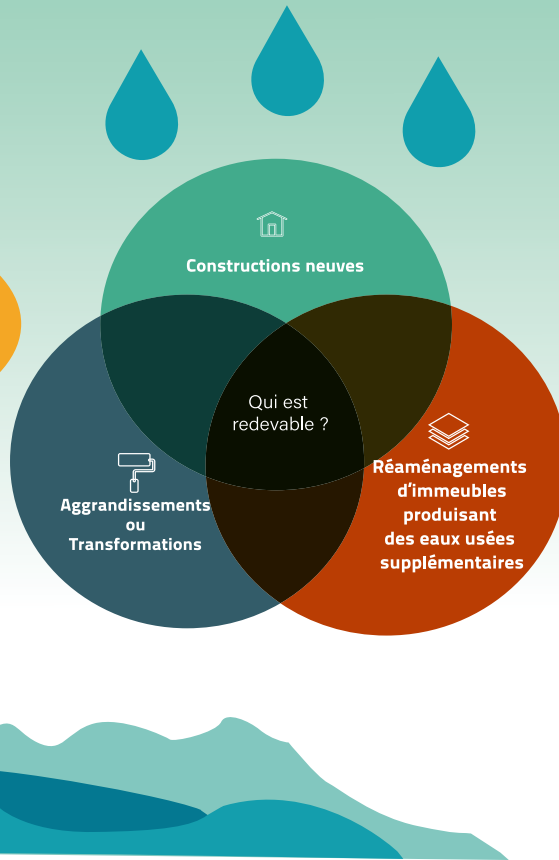 Constructions neuves
Qui est
redevable ?
Aggrandissements
ou
Transformations
Réaménagements
d'immeubles
produisant
des eaux usées
supplémentaires